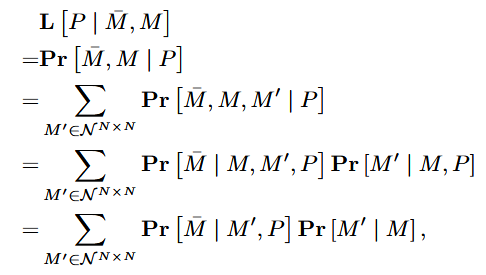 L [P | M̄, M]
=Pr [M̄, M | P]
= ∑_{M′∈𝒩^{N×N}} Pr [M̄, M, M′ | P]
= ∑_{M′∈𝒩^{N×N}} Pr [M̄ | M, M′, P] Pr [M′ | M, P]
= ∑_{M′∈𝒩^{N×N}} Pr [M̄ | M′, P] Pr [M′ | M] ,